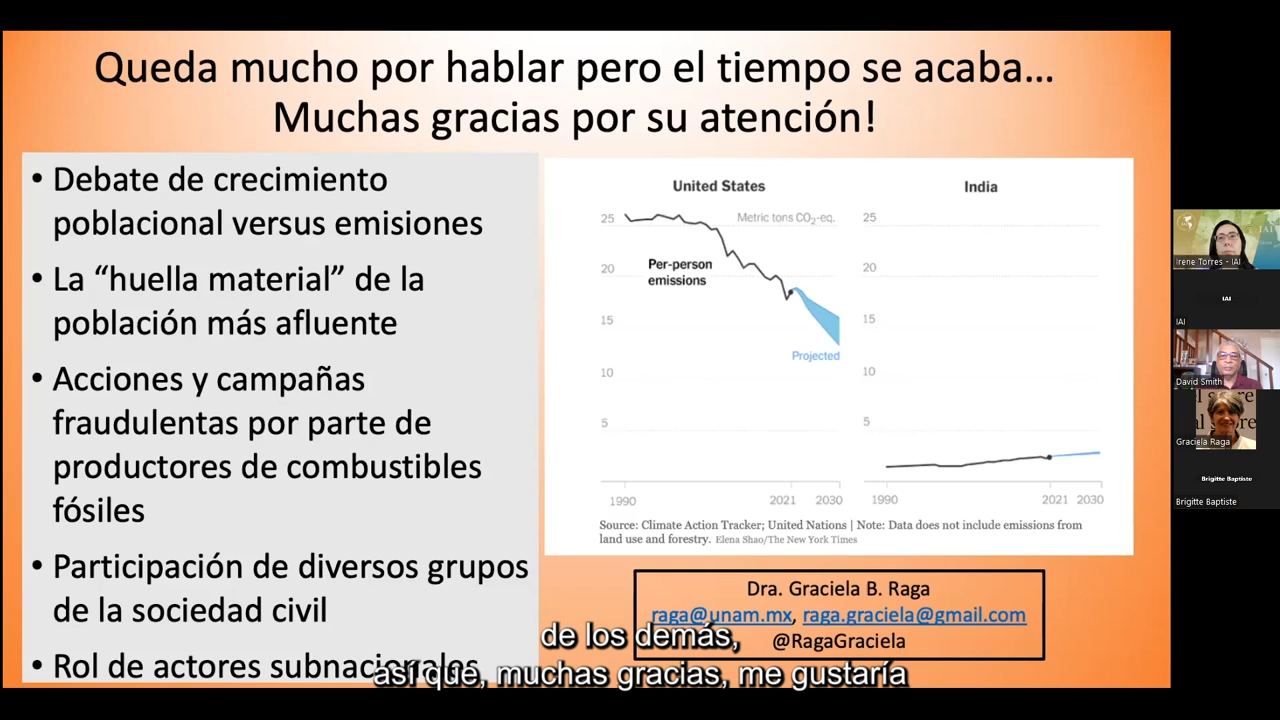 Queda mucho por hablar pero el tiempo se acaba...
Muchas gracias por su atención!
• Debate de crecimiento
poblacional versus emisiones
• La “huella material” de la
población más afluente
• Acciones y campañas
fraudulentas por parte de
productores de combustibles
fósiles
• Participación de diversos grupos
de la sociedad civil
• Rol de actores subnacionales
United States
Metric tons CO2-eq.
25
20
15
10
5
Per-person
emissions
Projected
1990
2021
2030
India
25
20
15
10
5
1990
2021
2030
Source: Climate Action Tracker; United Nations | Note: Data does not include emissions from
land use and forestry. Elena Shao/The New York Times
Dra. Graciela B. Raga
raga@unam.mx, raga.graciela@gmail.com
@RagaGraciela
de los demás,
así que, muchas gracias, me gustaría
IAI
Irene Torres - IAI
IAI
IAI
David Smith
Graciela Raga
Brigitte Baptiste
Brigitte Baptiste